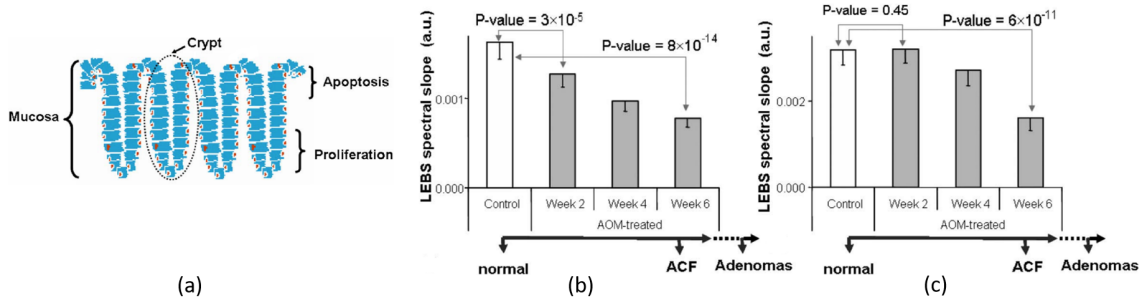 Crypt
Mucosa
Apoptosis
Proliferation
(a)
LEBS spectral slope (a.u.)
P-value = 3×10⁻⁵
P-value = 8×10⁻¹⁴
0.001
0.000
Control Week 2 Week 4 Week 6
AOM-treated
normal ACF Adenomas
(b)
LEBS spectral slope (a.u.)
P-value = 0.45
P-value = 6×10⁻¹¹
0.002
0.000
Control Week 2 Week 4 Week 6
AOM-treated
normal ACF Adenomas
(c)